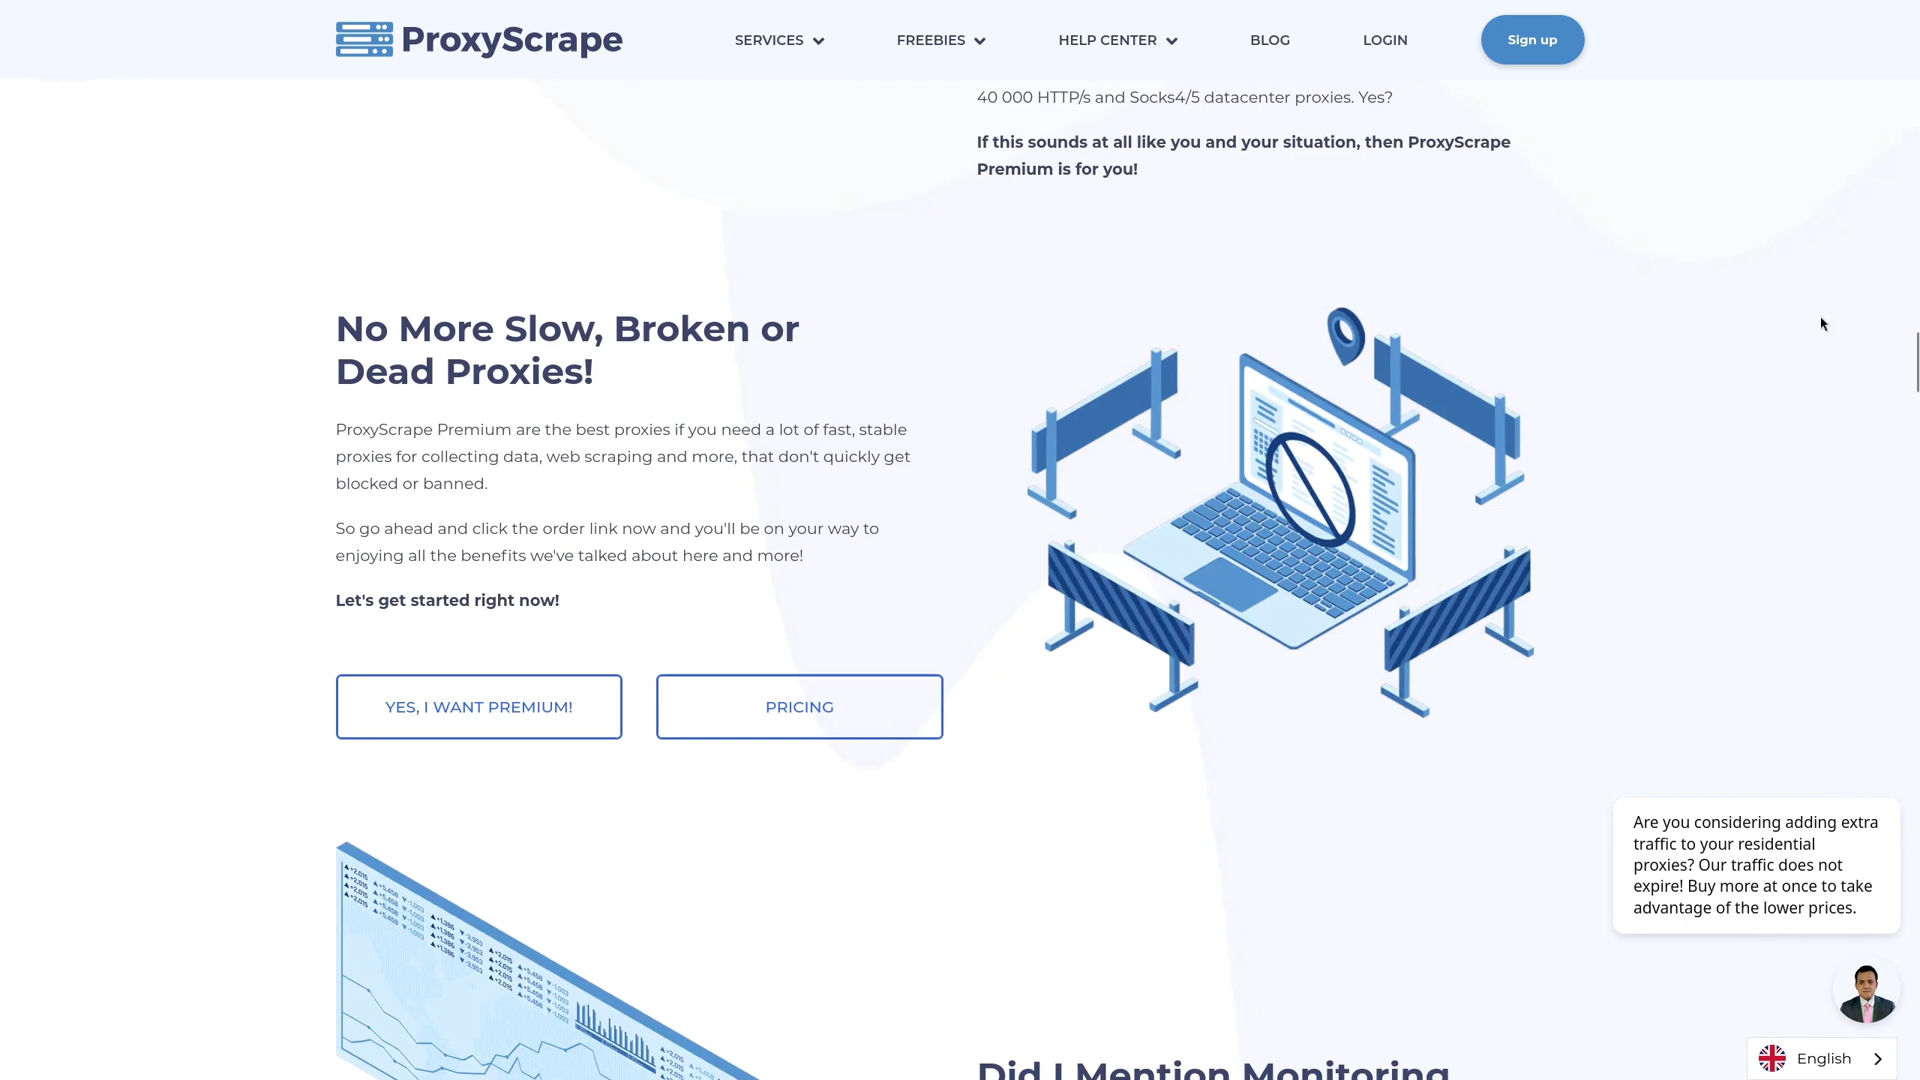 ProxyScrape
SERVICES
FREEBIES
HELP CENTER
BLOG
LOGIN
Sign up
40 000 HTTP/s and Socks4/5 datacenter proxies. Yes?
If this sounds at all like you and your situation, then ProxyScrape
Premium is for you!
No More Slow, Broken or
Dead Proxies!
ProxyScrape Premium are the best proxies if you need a lot of fast, stable
proxies for collecting data, web scraping and more, that don't quickly get
blocked or banned.
So go ahead and click the order link now and you'll be on your way to
enjoying all the benefits we've talked about here and more!
Let's get started right now!
YES, I WANT PREMIUM!
PRICING
Are you considering adding extra
traffic to your residential
proxies? Our traffic does not
expire! Buy more at once to take
advantage of the lower prices.
Did I Mention Monitoring
English